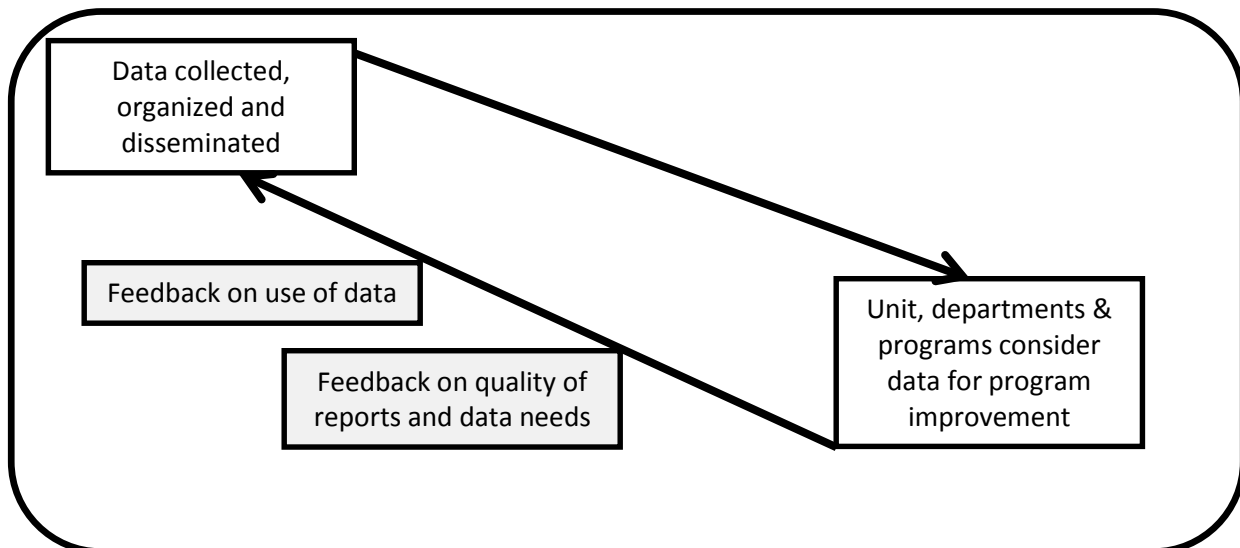 Data collected,
organized and
disseminated
Feedback on use of data
Feedback on quality of
reports and data needs
Unit, departments &
programs consider
data for program
improvement